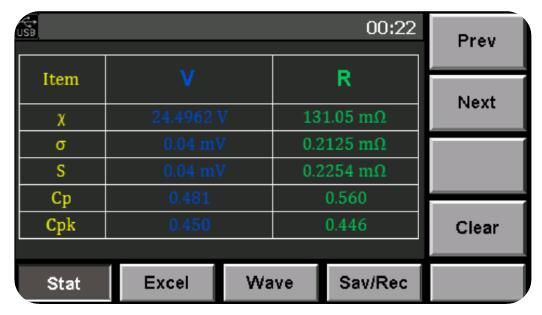 USB 00:22
Prev
Item V R
Next
χ 24.4962 V 131.05 mΩ
σ 0.04 mV 0.2125 mΩ
S 0.04 mV 0.2254 mΩ
Cp 0.481 0.560
Cpk 0.450 0.446
Clear
Stat Excel Wave Sav/Rec